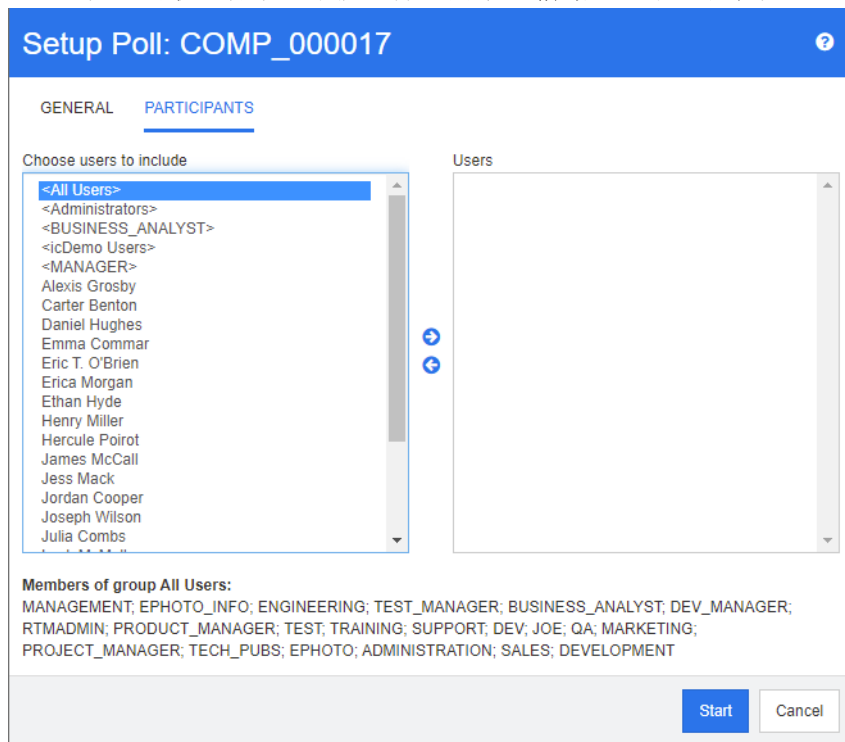 Setup Poll: COMP_000017
?
GENERAL PARTICIPANTS
Choose users to include
Users
<All Users>
<Administrators>
<BUSINESS_ANALYST>
<icDemo Users>
<MANAGER>
Alexis Grosby
Carter Benton
Daniel Hughes
Emma Commar
Eric T. O'Brien
Erica Morgan
Ethan Hyde
Henry Miller
Hercule Poirot
James McCall
Jess Mack
Jordan Cooper
Joseph Wilson
Julia Combs
Members of group All Users:
MANAGEMENT; EPHOTO_INFO; ENGINEERING; TEST_MANAGER; BUSINESS_ANALYST; DEV_MANAGER;
RTMADMIN; PRODUCT_MANAGER; TEST; TRAINING; SUPPORT; DEV; JOE; QA; MARKETING;
PROJECT_MANAGER; TECH_PUBS; EPHOTO; ADMINISTRATION; SALES; DEVELOPMENT
Start Cancel